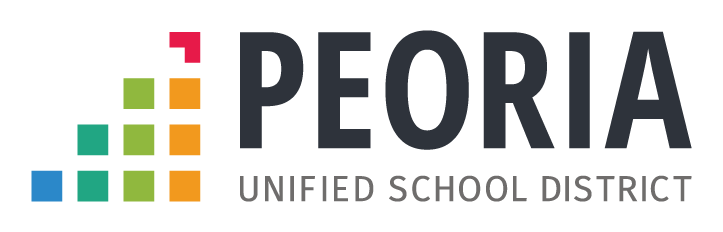 PEORIA
UNIFIED SCHOOL DISTRICT